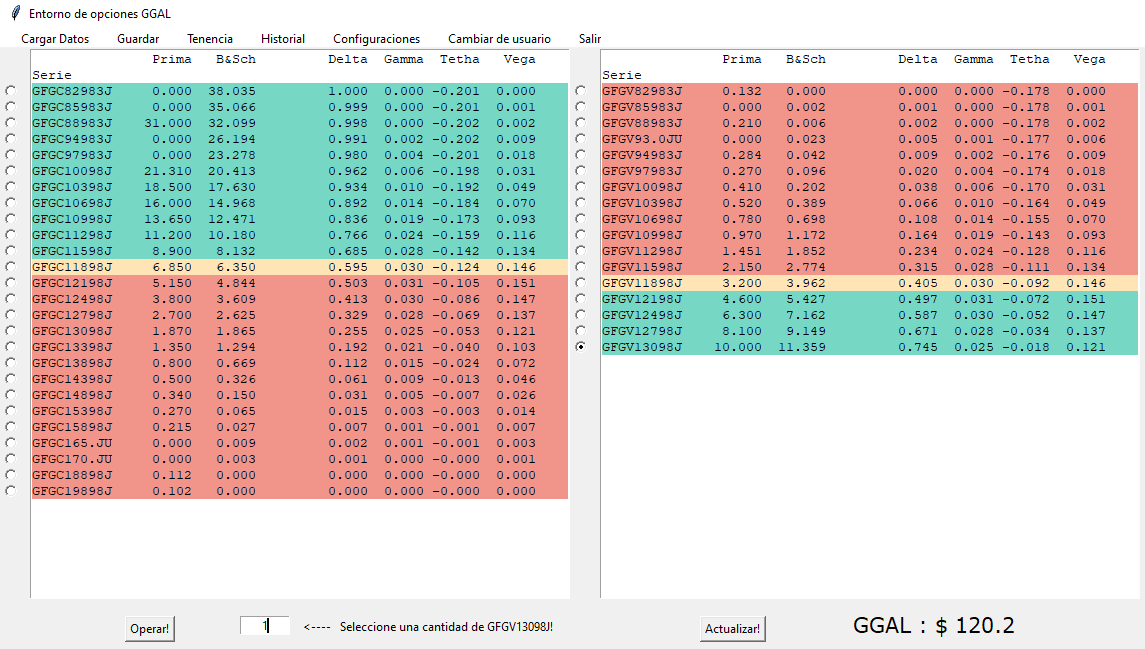 Entorno de opciones GGAL
Cargar Datos Guardar Tenencia Historial Configuraciones Cambiar de usuario Salir
Prima B&Sch Delta Gamma Tetha Vega
Serie
GFGC82983J 0.000 38.035 1.000 0.000 -0.201 0.000
GFGC85983J 0.000 35.066 0.999 0.000 -0.201 0.001
GFGC88983J 31.000 32.099 0.998 0.000 -0.202 0.002
GFGC94983J 0.000 26.194 0.991 0.002 -0.202 0.009
GFGC97983J 0.000 23.278 0.980 0.004 -0.201 0.018
GFGC10098J 21.310 20.413 0.962 0.006 -0.198 0.031
GFGC10398J 18.500 17.630 0.934 0.010 -0.192 0.049
GFGC10698J 16.000 14.968 0.892 0.014 -0.184 0.070
GFGC10998J 13.650 12.471 0.836 0.019 -0.173 0.093
GFGC11298J 11.200 10.180 0.766 0.024 -0.159 0.116
GFGC11598J 8.900 8.132 0.685 0.028 -0.142 0.134
GFGC11898J 6.850 6.350 0.595 0.030 -0.124 0.146
GFGC12198J 5.150 4.844 0.503 0.031 -0.105 0.151
GFGC12498J 3.800 3.609 0.413 0.030 -0.086 0.147
GFGC12798J 2.700 2.625 0.329 0.028 -0.069 0.137
GFGC13098J 1.870 1.865 0.255 0.025 -0.053 0.121
GFGC13398J 1.350 1.294 0.192 0.021 -0.040 0.103
GFGC13898J 0.800 0.669 0.112 0.015 -0.024 0.072
GFGC14398J 0.500 0.326 0.061 0.009 -0.013 0.046
GFGC14898J 0.340 0.150 0.031 0.005 -0.007 0.026
GFGC15398J 0.270 0.065 0.015 0.003 -0.003 0.014
GFGC15898J 0.215 0.027 0.007 0.001 -0.001 0.007
GFGC165.JU 0.000 0.009 0.002 0.001 -0.001 0.003
GFGC170.JU 0.000 0.003 0.001 0.000 -0.000 0.001
GFGC18898J 0.112 0.000 0.000 0.000 -0.000 0.000
GFGC19898J 0.102 0.000 0.000 0.000 -0.000 0.000
Prima B&Sch Delta Gamma Tetha Vega
Serie
GFGV82983J 0.132 0.000 0.000 0.000 -0.178 0.000
GFGV85983J 0.000 0.002 0.001 0.000 -0.178 0.001
GFGV88983J 0.210 0.006 0.002 0.000 -0.178 0.002
GFGV93.0JU 0.000 0.023 0.005 0.001 -0.177 0.006
GFGV94983J 0.284 0.042 0.009 0.002 -0.176 0.009
GFGV97983J 0.270 0.096 0.020 0.004 -0.174 0.018
GFGV10098J 0.410 0.202 0.038 0.006 -0.170 0.031
GFGV10398J 0.520 0.389 0.066 0.010 -0.164 0.049
GFGV10698J 0.780 0.698 0.108 0.014 -0.155 0.070
GFGV10998J 0.970 1.172 0.164 0.019 -0.143 0.093
GFGV11298J 1.451 1.852 0.234 0.024 -0.128 0.116
GFGV11598J 2.150 2.774 0.315 0.028 -0.111 0.134
GFGV11898J 3.200 3.962 0.405 0.030 -0.092 0.146
GFGV12198J 4.600 5.427 0.497 0.031 -0.072 0.151
GFGV12498J 6.300 7.162 0.587 0.030 -0.052 0.147
GFGV12798J 8.100 9.149 0.671 0.028 -0.034 0.137
GFGV13098J 10.000 11.359 0.745 0.025 -0.018 0.121
Operar! 1 <---- Seleccione una cantidad de GFGV13098J! Actualizar! GGAL : $ 120.2